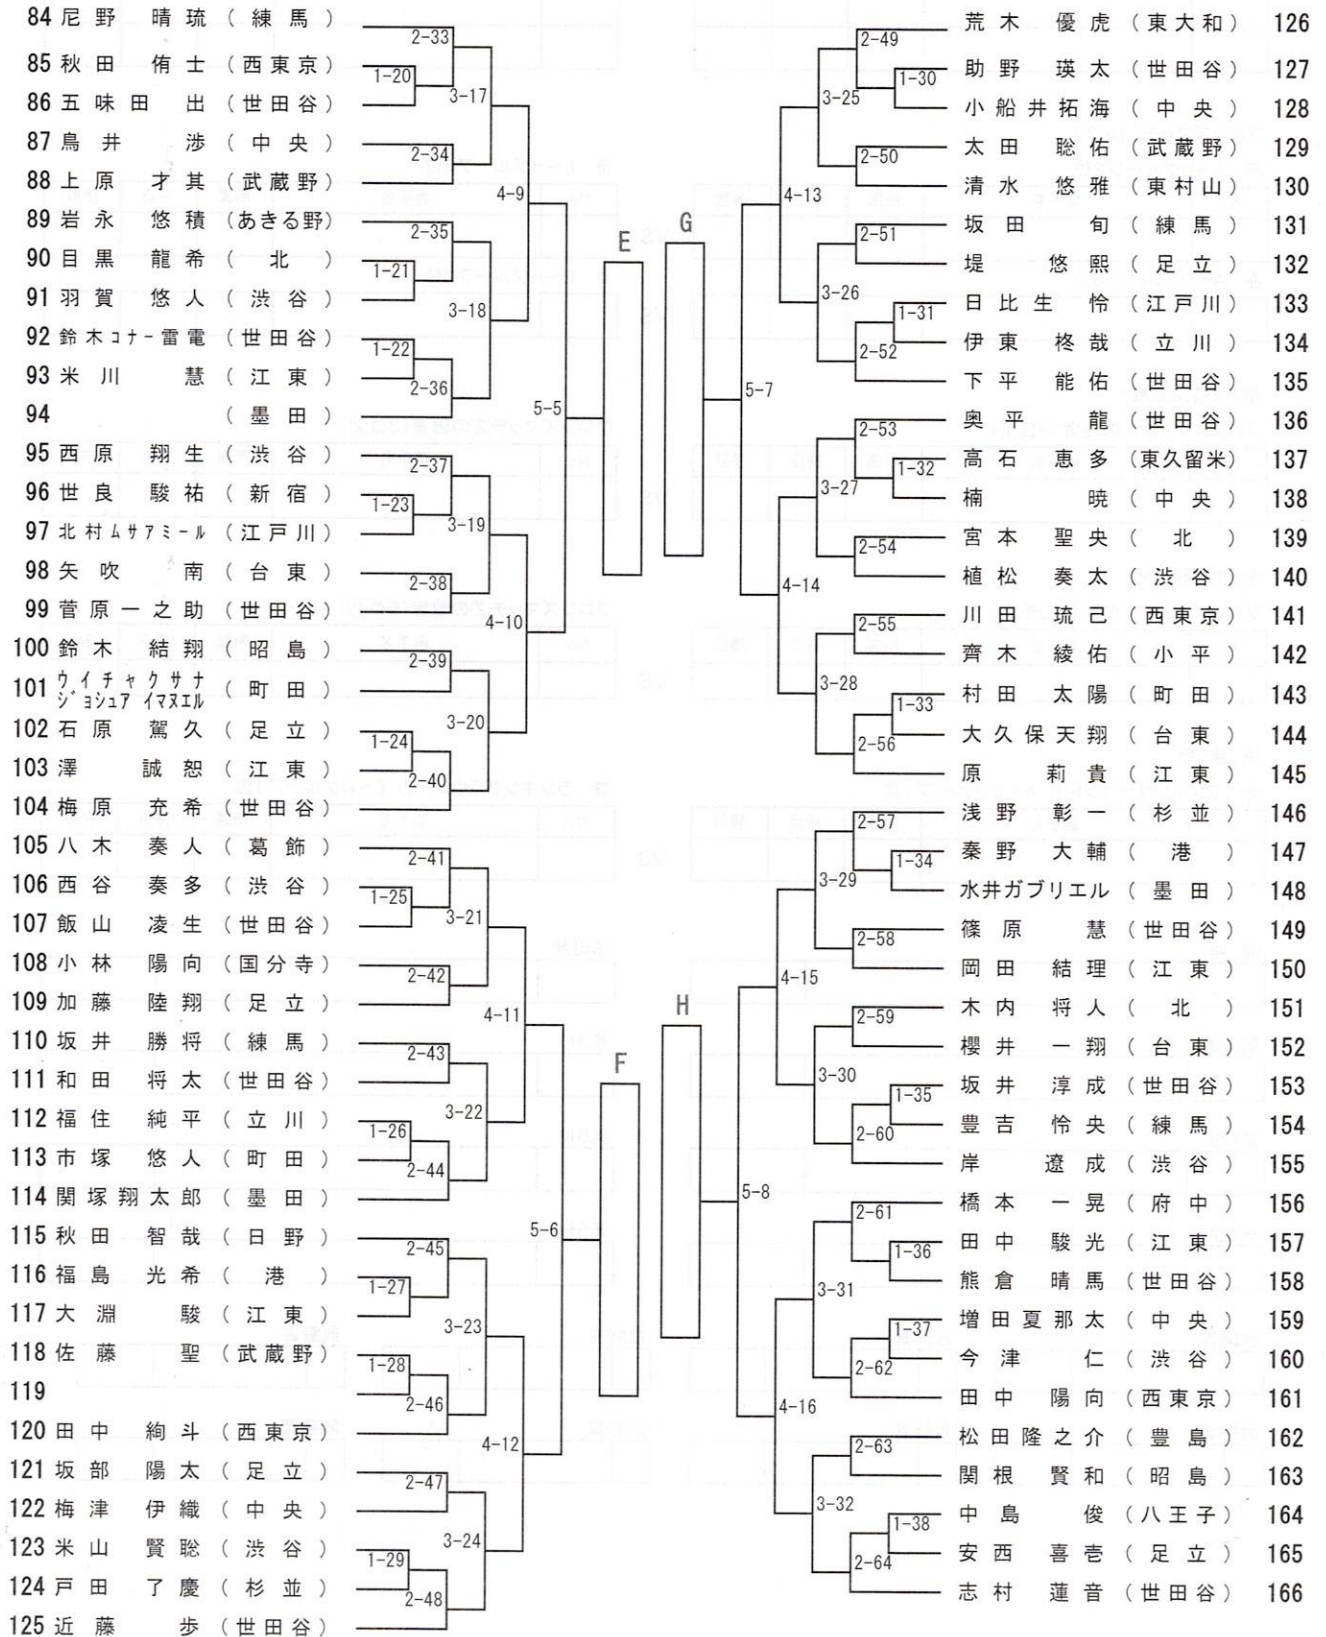 84 尼野 晴琉 (練馬)
85 秋田 侑士 (西東京)
86 五味田 出 (世田谷)
87 鳥井 渉 (中央)
88 上原 才其 (武蔵野)
89 岩永 悠積 (あきる野)
90 目黒 龍希 (北)
91 羽賀 悠人 (渋谷)
92 鈴木コナー雷電 (世田谷)
93 米川 慧 (江東)
94 (墨田)
95 西原 翔生 (渋谷)
96 世良 駿祐 (新宿)
97 北村ムサアミール (江戸川)
98 矢吹 南 (台東)
99 菅原一之助 (世田谷)
100 鈴木 結翔 (昭島)
101 ウイチャクサナ ジョシュア イマヌエル (町田)
102 石原 駕久 (足立)
103 澤 誠恕 (江東)
104 梅原 充希 (世田谷)
105 八木 奏人 (葛飾)
106 西谷 奏多 (渋谷)
107 飯山 凌生 (世田谷)
108 小林 陽向 (国分寺)
109 加藤 陸翔 (足立)
110 坂井 勝将 (練馬)
111 和田 将太 (世田谷)
112 福住 純平 (立川)
113 市塚 悠人 (町田)
114 関塚翔太郎 (墨田)
115 秋田 智哉 (日野)
116 福島 光希 (港)
117 大淵 駿 (江東)
118 佐藤 聖 (武蔵野)
119
120 田中 絢斗 (西東京)
121 坂部 陽太 (足立)
122 梅津 伊織 (中央)
123 米山 賢聡 (渋谷)
124 戸田 了慶 (杉並)
125 近藤 歩 (世田谷)
2-33
1-20
3-17
2-34
4-9
2-35
1-21
3-18
1-22
2-36
5-5
2-37
1-23
3-19
2-38
4-10
2-39
3-20
1-24
2-40
E
2-41
1-25
3-21
2-42
4-11
2-43
3-22
1-26
2-44
5-6
2-45
1-27
3-23
1-28
2-46
4-12
2-47
3-24
1-29
2-48
F
G
2-49
1-30
3-25
2-50
4-13
2-51
3-26
1-31
2-52
5-7
2-53
1-32
3-27
2-54
4-14
2-55
3-28
1-33
2-56
H
2-57
1-34
3-29
2-58
4-15
2-59
3-30
1-35
2-60
5-8
2-61
1-36
3-31
1-37
2-62
4-16
2-63
3-32
1-38
2-64
荒木 優虎 (東大和) 126
助野 瑛太 (世田谷) 127
小船井拓海 (中央) 128
太田 聡佑 (武蔵野) 129
清水 悠雅 (東村山) 130
坂田 旬 (練馬) 131
堤 悠熙 (足立) 132
日比生 怜 (江戸川) 133
伊東 柊哉 (立川) 134
下平 能佑 (世田谷) 135
奥平 龍 (世田谷) 136
高石 恵多 (東久留米) 137
楠 暁 (中央) 138
宮本 聖央 (北) 139
植松 奏太 (渋谷) 140
川田 琉己 (西東京) 141
齊木 綾佑 (小平) 142
村田 太陽 (町田) 143
大久保天翔 (台東) 144
原 莉貴 (江東) 145
浅野 彰一 (杉並) 146
秦野 大輔 (港) 147
水井ガブリエル (墨田) 148
篠原 慧 (世田谷) 149
岡田 結理 (江東) 150
木内 将人 (北) 151
櫻井 一翔 (台東) 152
坂井 淳成 (世田谷) 153
豊吉 怜央 (練馬) 154
岸 遼成 (渋谷) 155
橋本 一晃 (府中) 156
田中 駿光 (江東) 157
熊倉 晴馬 (世田谷) 158
増田夏那太 (中央) 159
今津 仁 (渋谷) 160
田中 陽向 (西東京) 161
松田隆之介 (豊島) 162
関根 賢和 (昭島) 163
中島 俊 (八王子) 164
安西 喜壱 (足立) 165
志村 蓮音 (世田谷) 166